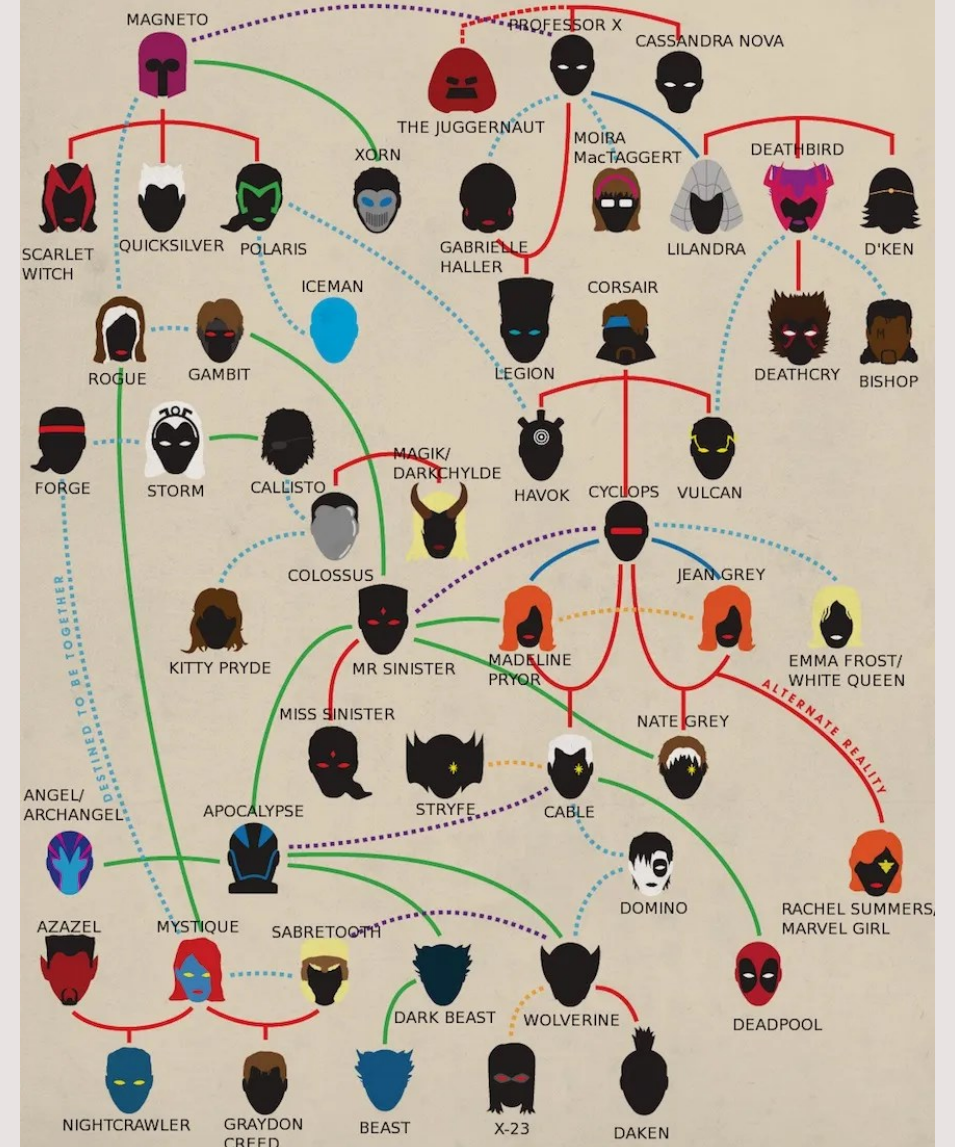 MAGNETO
PROFESSOR X
CASSANDRA NOVA
THE JUGGERNAUT
MOIRA
MacTAGGERT
DEATHBIRD
XORN
SCARLET
WITCH
QUICKSILVER
POLARIS
GABRIELLE
HALLER
LILANDRA
D'KEN
ICEMAN
CORSAIR
ROGUE
GAMBIT
LEGION
DEATHCRY
BISHOP
MAGIK/
DARKCHYLDE
FORGE
STORM
CALLISTO
HAVOK
CYCLOPS
VULCAN
COLOSSUS
JEAN GREY
DESTINED TO BE TOGETHER
KITTY PRYDE
MR SINISTER
MADELINE
PRYOR
EMMA FROST/
WHITE QUEEN
ALTERNATE REALITY
MISS SINISTER
NATE GREY
ANGEL/
ARCHANGEL
APOCALYPSE
STRYFE
CABLE
DOMINO
RACHEL SUMMERS/
MARVEL GIRL
AZAZEL
MYSTIQUE
SABRETOOTH
DARK BEAST
WOLVERINE
DEADPOOL
NIGHTCRAWLER
GRAYDON
CREED
BEAST
X-23
DAKEN